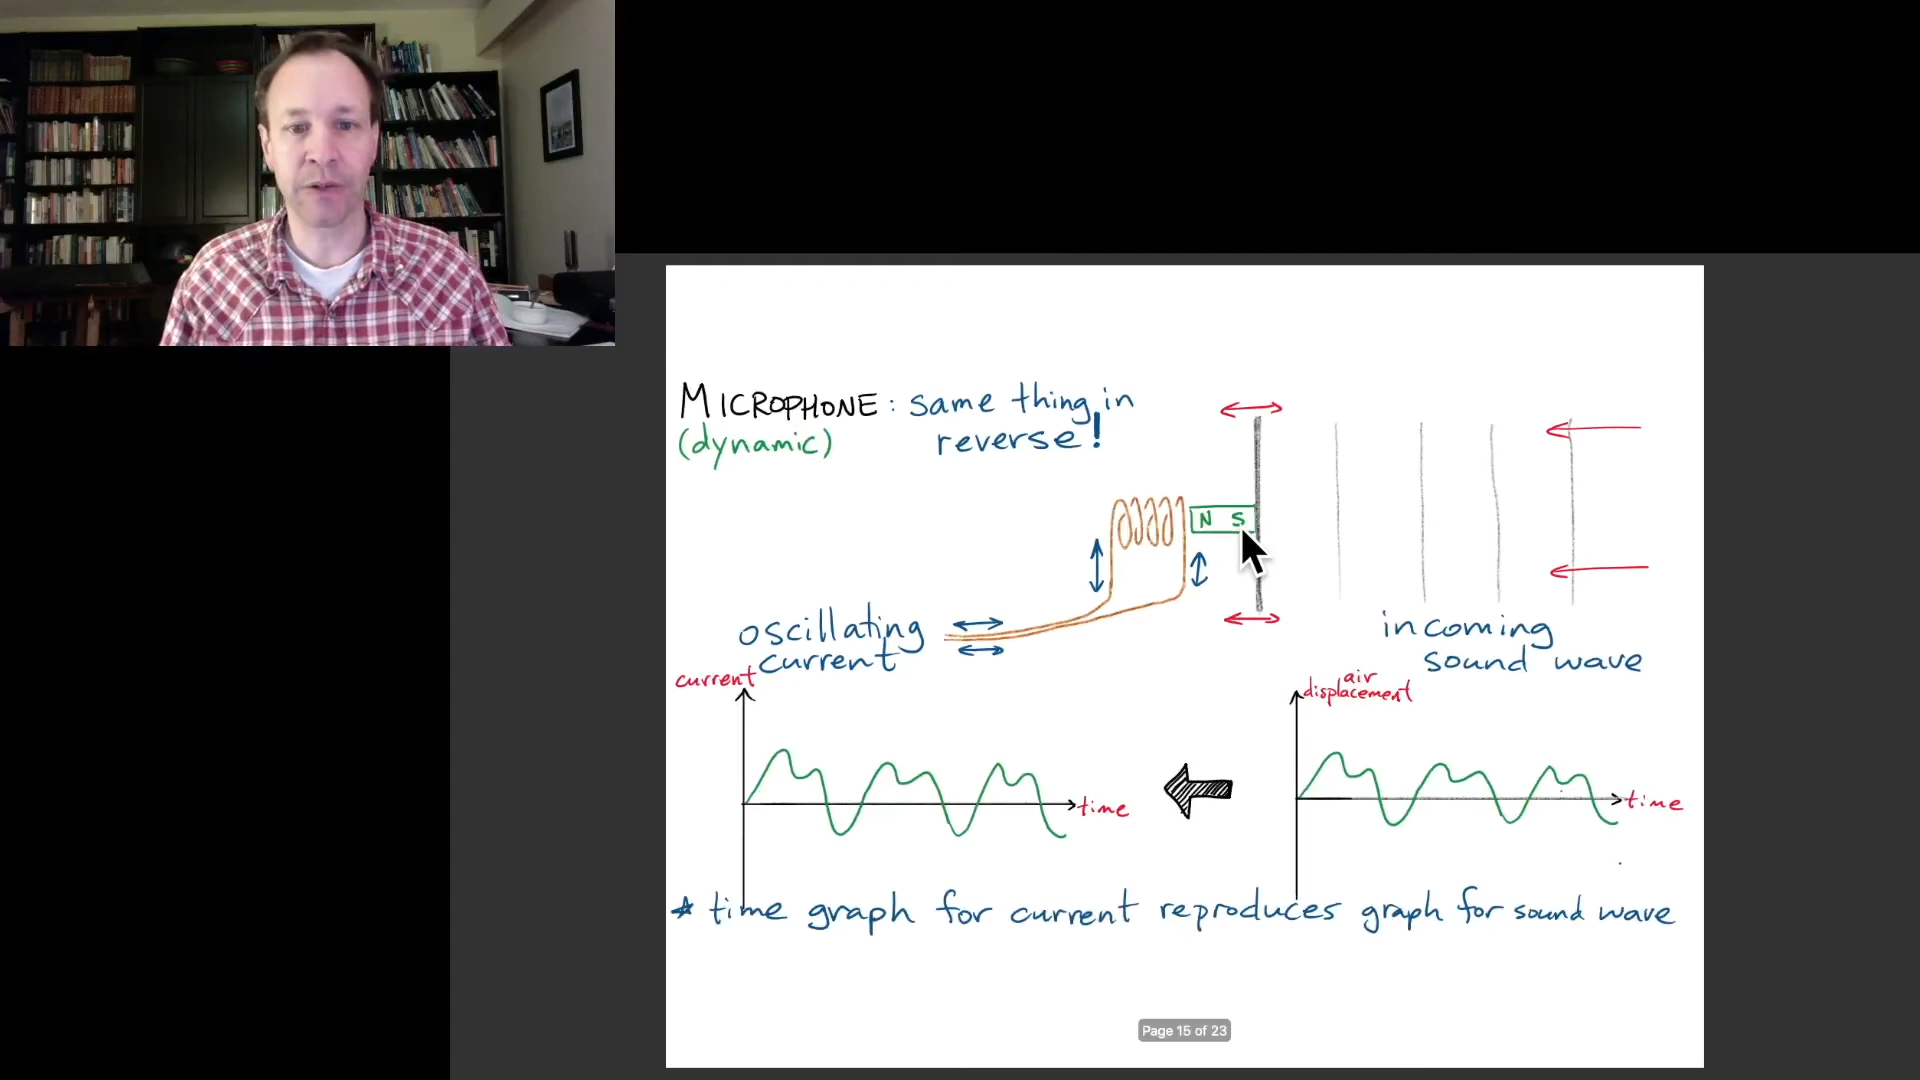 MICROPHONE: same thing in
(dynamic) reverse!
N S
oscillating
current
incoming
sound wave
current
time
air
displacement
time
* time graph for current reproduces graph for sound wave
Page 15 of 23